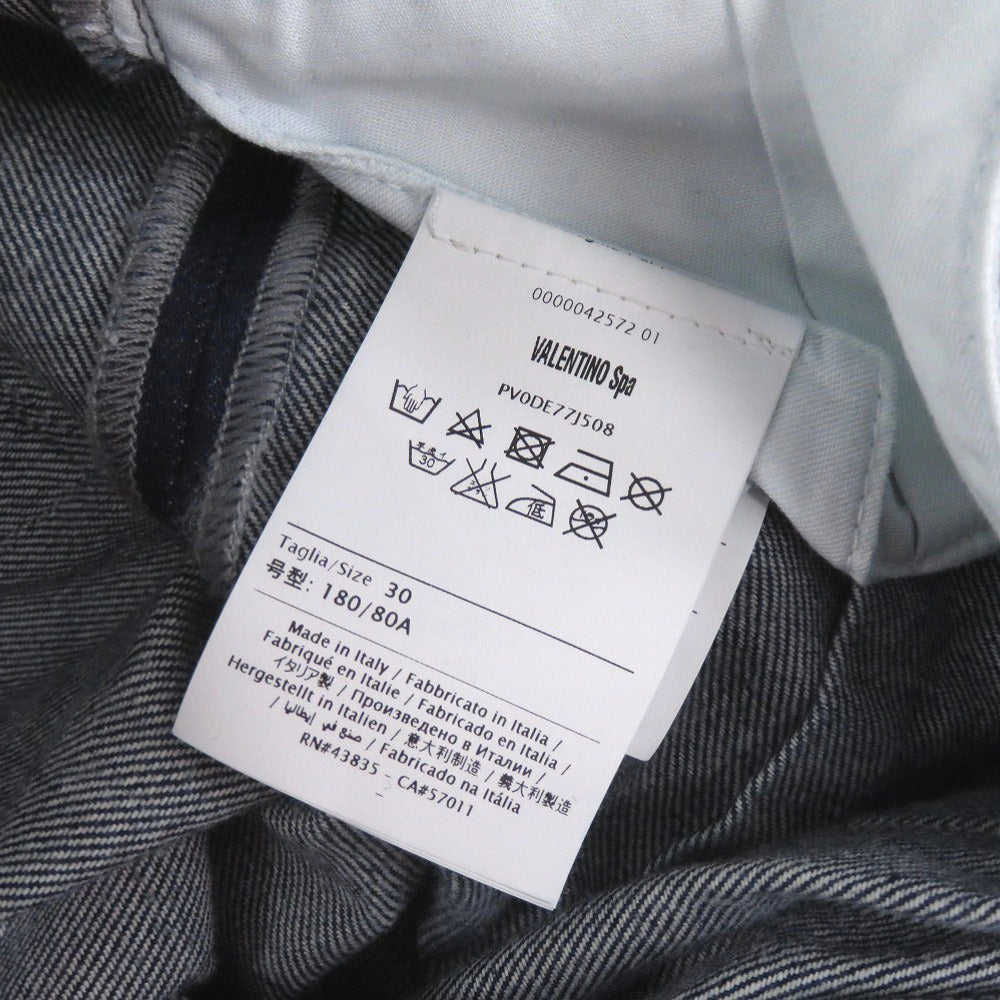 0000042572 01
VALENTINO Spa
PV0DE77J508
30
低
Taglia/Size 30
号型: 180/80A
Made in Italy / Fabbricato in Italia /
Fabriqué en Italie / Fabricado en Italia /
イタリア製 / Произведено в Италии /
Hergestellt in Italien / 意大利制造 / 義大利製造
/ صنع في إيطاليا / Fabricado na Itália
RN#43835 - CA#57011